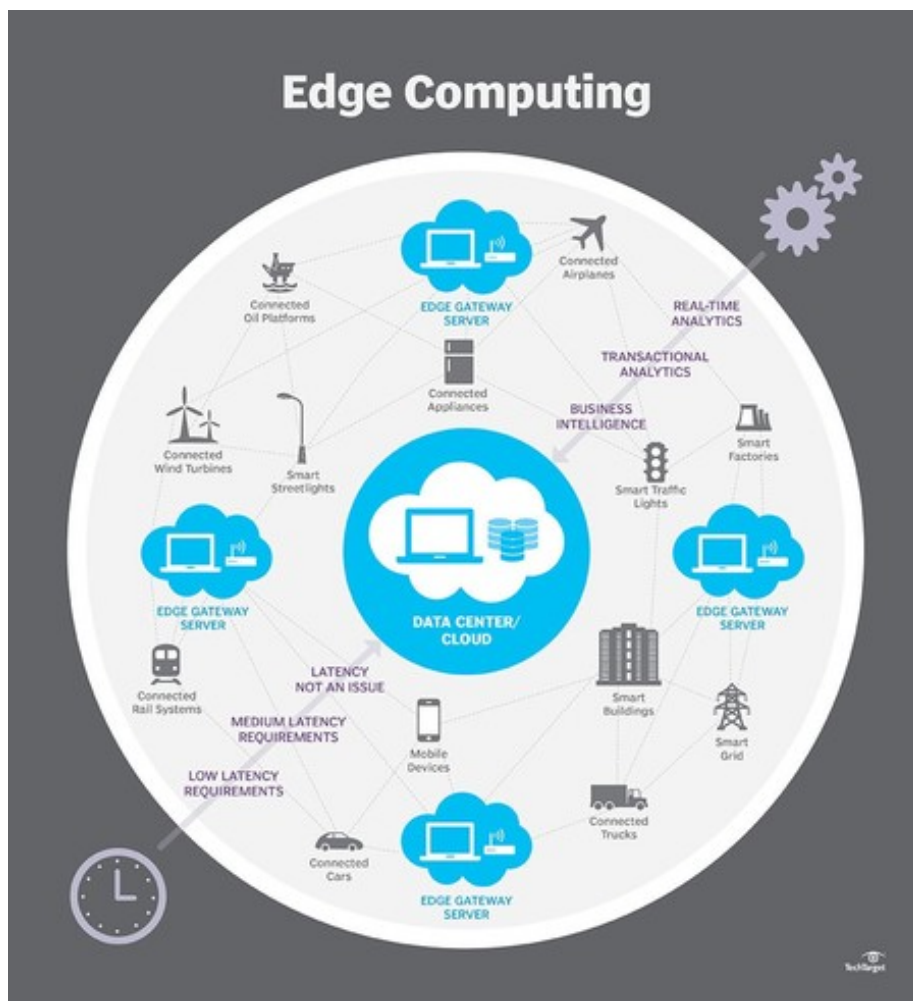 Edge Computing
EDGE GATEWAY
SERVER
Connected
Airplanes
Connected
Oil Platforms
REAL-TIME
ANALYTICS
TRANSACTIONAL
ANALYTICS
Connected
Appliances
BUSINESS
INTELLIGENCE
Connected
Wind Turbines
Smart
Streetlights
Smart Traffic
Lights
Smart
Factories
EDGE GATEWAY
SERVER
DATA CENTER/
CLOUD
EDGE GATEWAY
SERVER
Connected
Rail Systems
LATENCY
NOT AN ISSUE
MEDIUM LATENCY
REQUIREMENTS
LOW LATENCY
REQUIREMENTS
Mobile
Devices
Smart
Buildings
Smart
Grid
Connected
Cars
Connected
Trucks
EDGE GATEWAY
SERVER
TechTarget